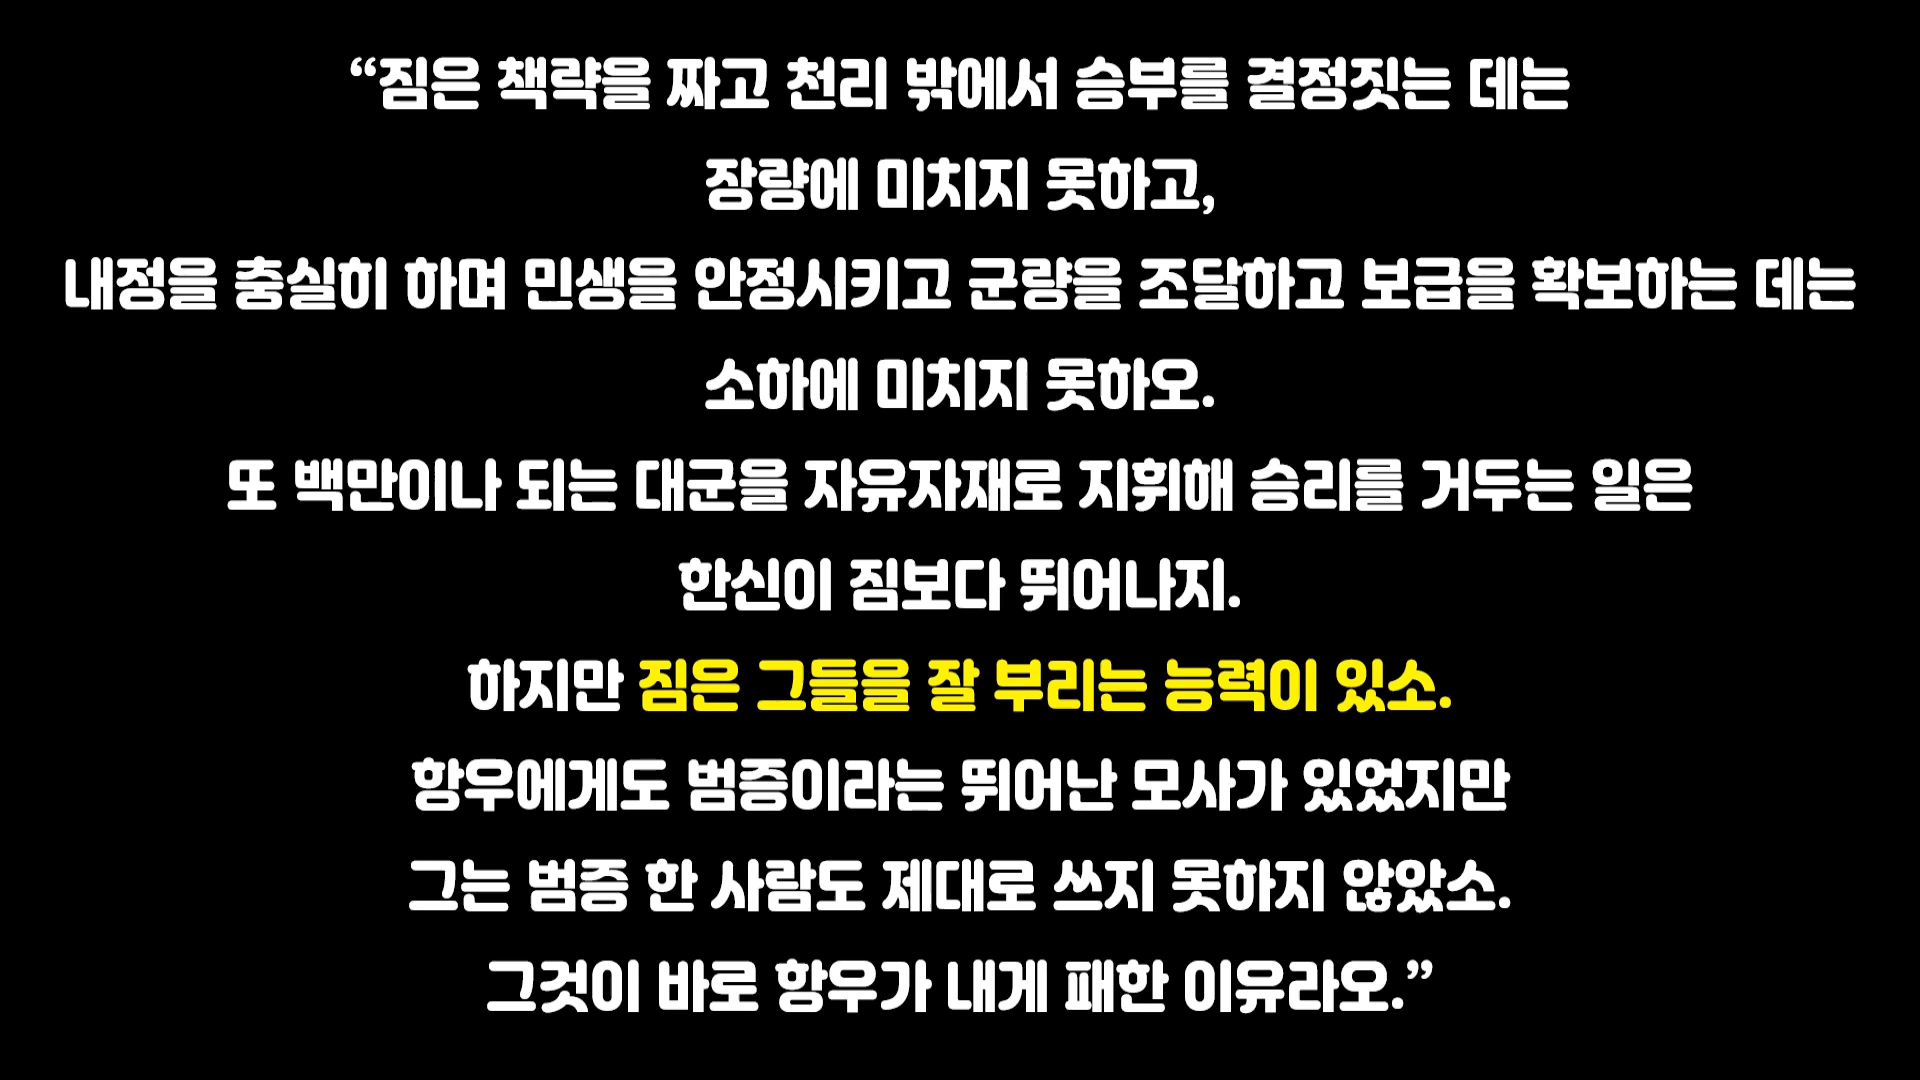 “짐은 책략을 짜고 천리 밖에서 승부를 결정짓는 데는
장량에 미치지 못하고,
내정을 충실히 하며 민생을 안정시키고 군량을 조달하고 보급을 확보하는 데는
소하에 미치지 못하오.
또 백만이나 되는 대군을 자유자재로 지휘해 승리를 거두는 일은
한신이 짐보다 뛰어나지.
하지만 짐은 그들을 잘 부리는 능력이 있소.
항우에게도 범증이라는 뛰어난 모사가 있었지만
그는 범증 한 사람도 제대로 쓰지 못하지 않았소.
그것이 바로 항우가 내게 패한 이유라오.”